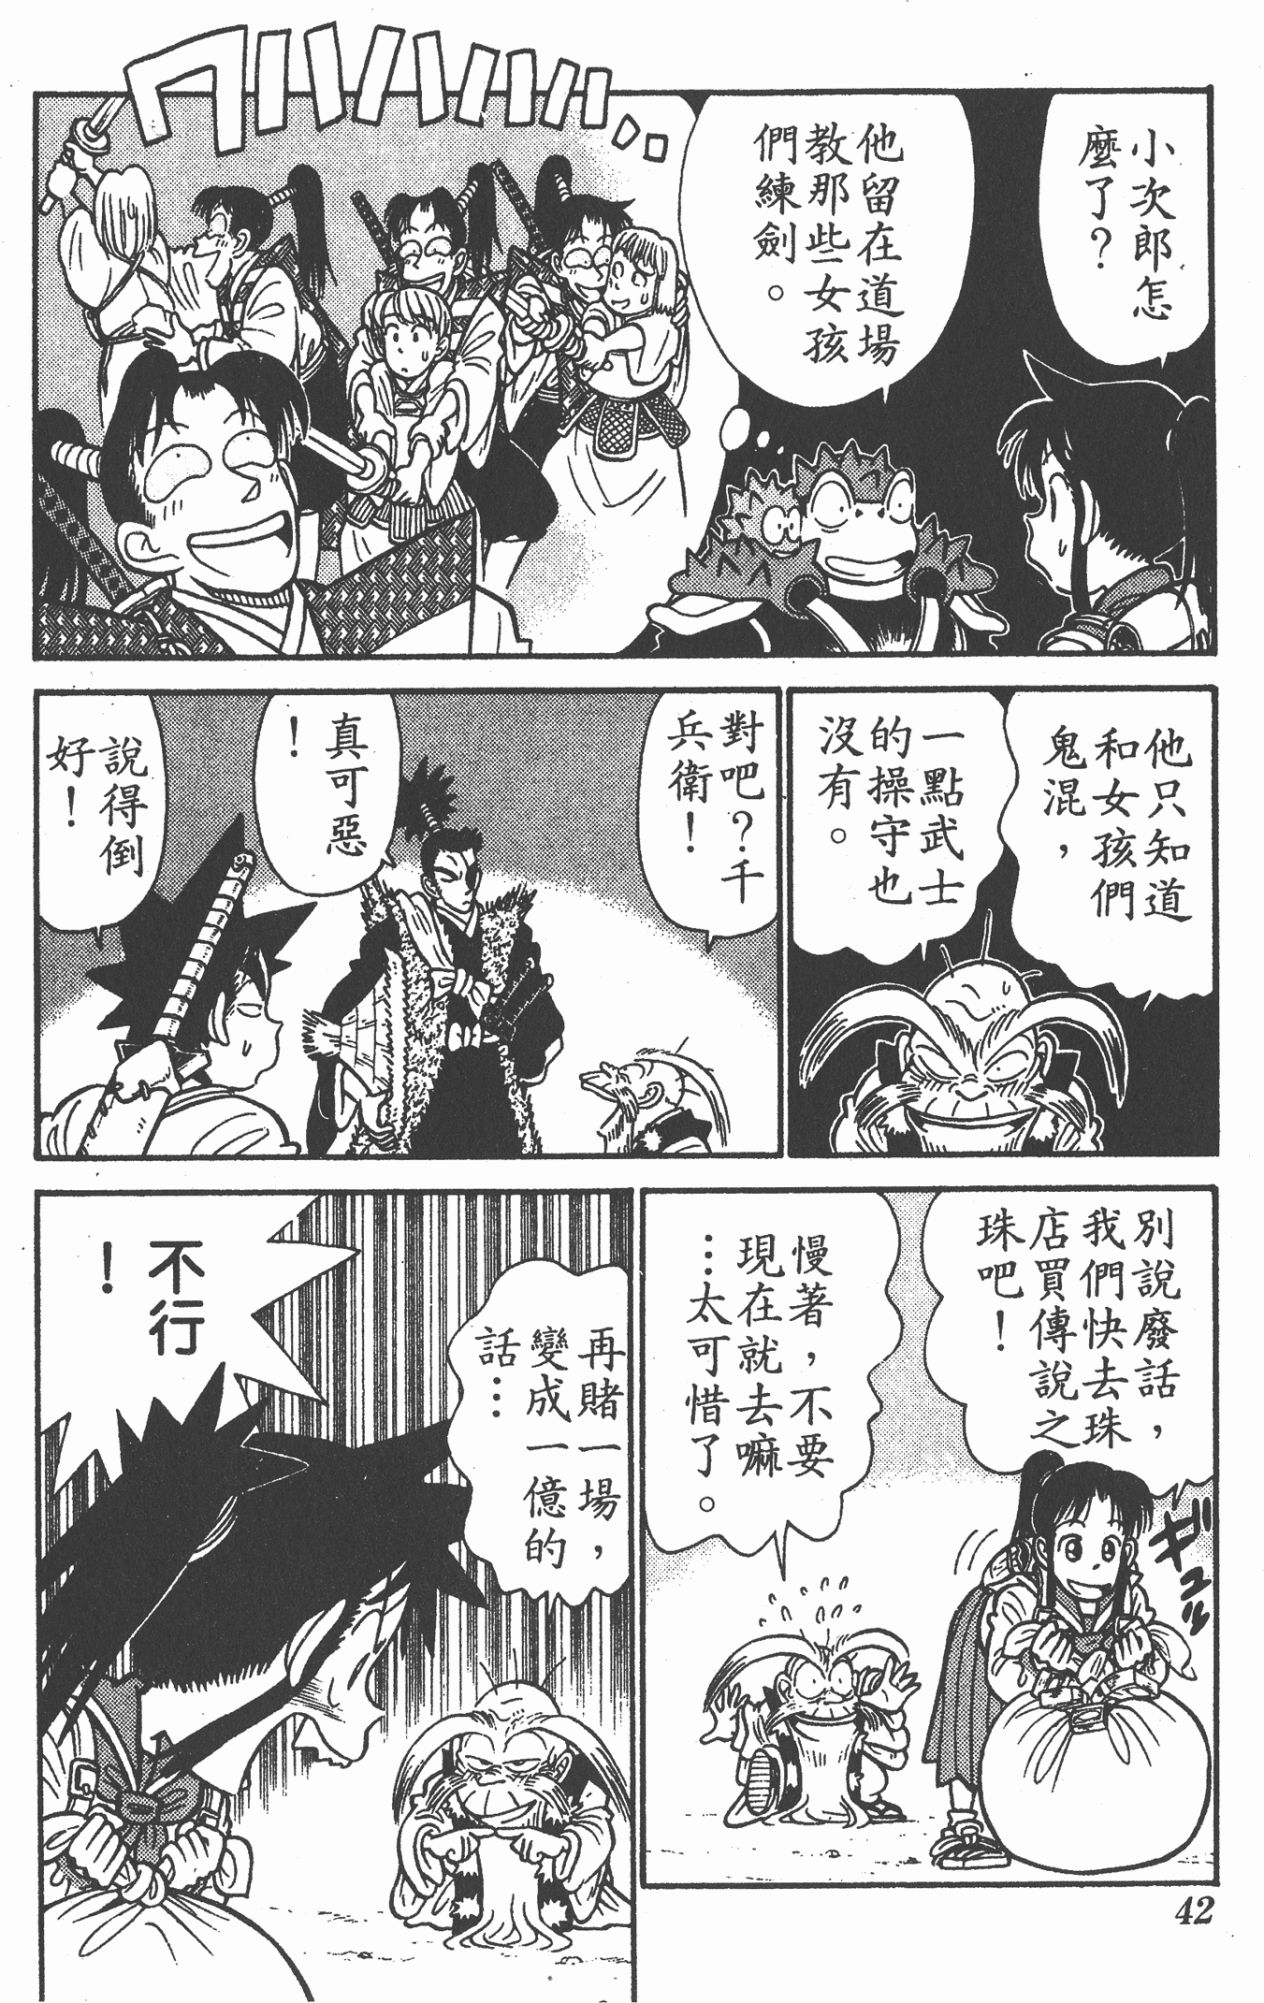 小次郎怎
麼了？
他留在道場
教那些女孩
們練劍。
ワハハハハハ
他只知道
和女孩們
鬼混，
一點武士
的操守也
沒有。
對吧？千
兵衛！
真可惡
！
說得倒
好！
別說廢話，
我們快去珠
店買傳說之
珠吧！
ギュッ
慢著，不要
現在就去嘛
…太可惜了。
再賭一場，
變成一億的
話…
不行
！
42